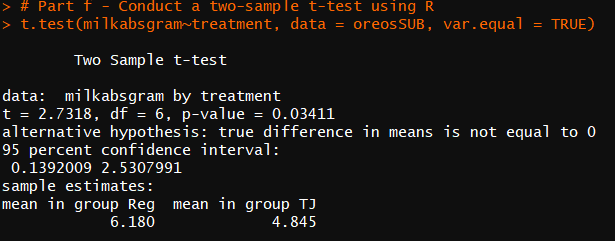 > # Part f - Conduct a two-sample t-test using R
> t.test(milkabsgram~treatment, data = oreosSUB, var.equal = TRUE)
Two Sample t-test
data:  milkabsgram by treatment
t = 2.7318, df = 6, p-value = 0.03411
alternative hypothesis: true difference in means is not equal to 0
95 percent confidence interval:
0.1392009 2.5307991
sample estimates:
mean in group Reg  mean in group TJ
6.180             4.845